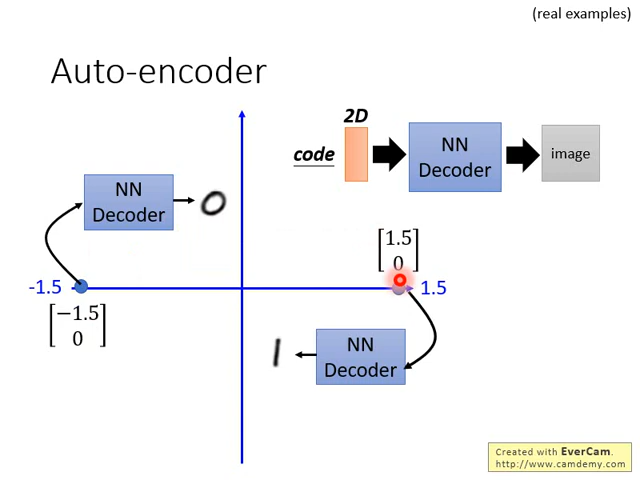 (real examples)
Auto-encoder
2D
code
NN
Decoder
image
NN
Decoder
0
[1.5
0]
-1.5
1.5
[−1.5
0]
1
NN
Decoder
Created with EverCam.
http://www.camdemy.com